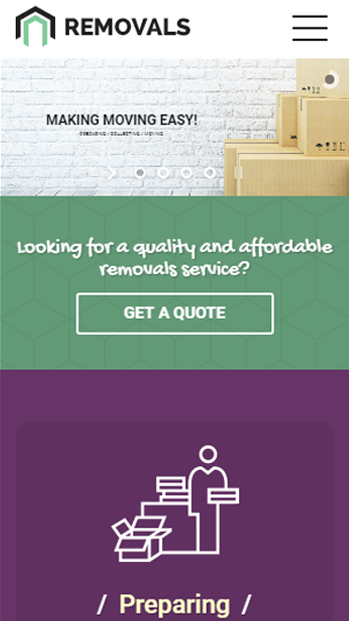 REMOVALS
MAKING MOVING EASY!
PREPARING / COLLECTING / MOVING
Looking for a quality and affordable
removals service?
GET A QUOTE
/ Preparing /